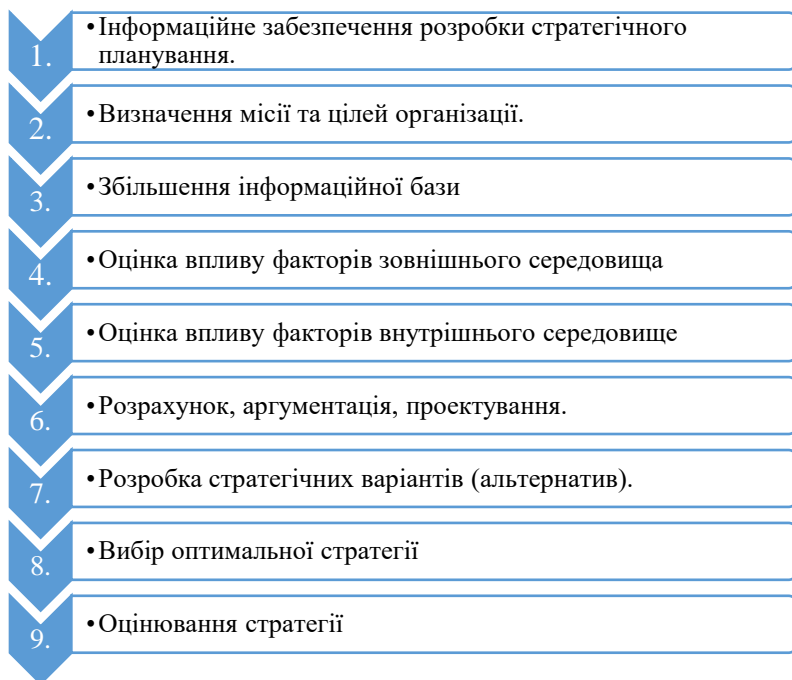 1.
•Інформаційне забезпечення розробки стратегічного
планування.
2.
•Визначення місії та цілей організації.
3.
•Збільшення інформаційної бази
4.
•Оцінка впливу факторів зовнішнього середовища
5.
•Оцінка впливу факторів внутрішнього середовище
6.
•Розрахунок, аргументація, проектування.
7.
•Розробка стратегічних варіантів (альтернатив).
8.
•Вибір оптимальної стратегії
9.
•Оцінювання стратегії